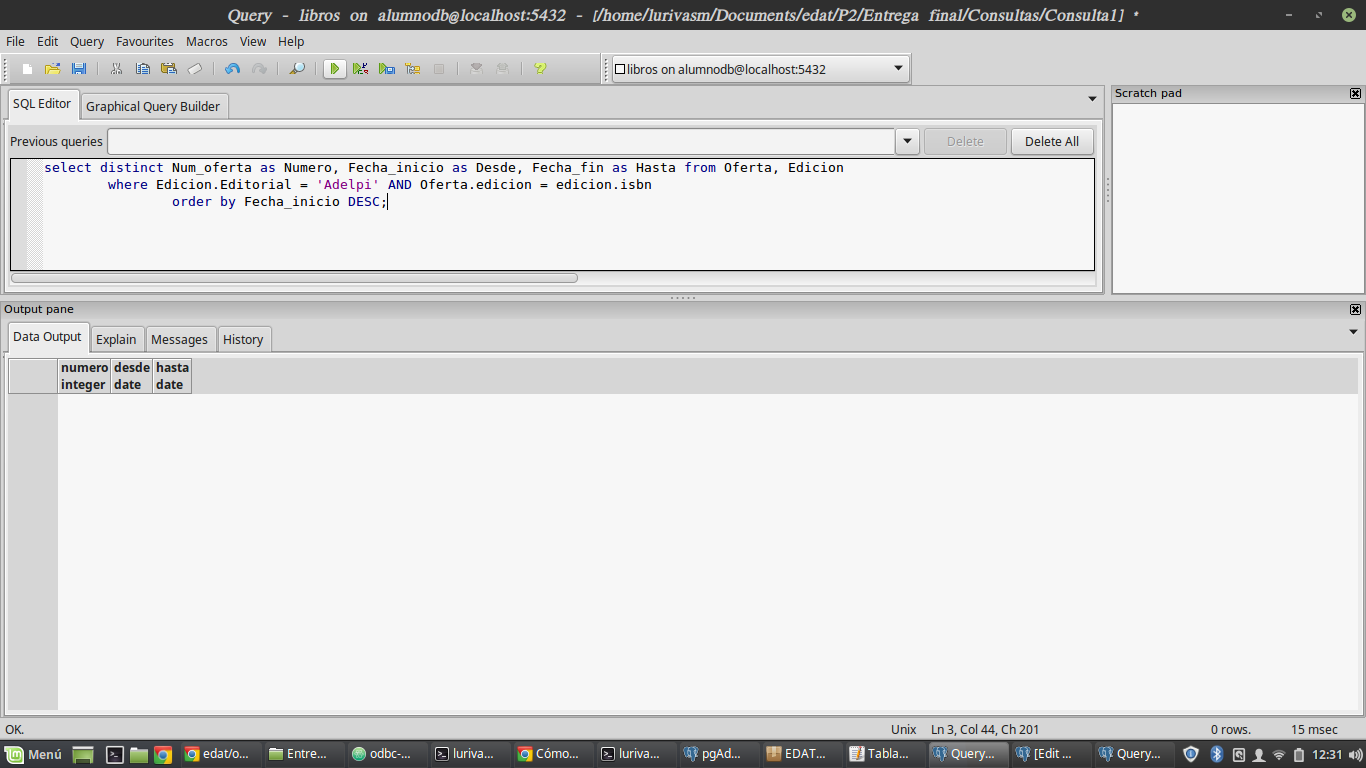 Query - libros on alumnodb@localhost:5432 - [/home/lurivasm/Documents/edat/P2/Entrega final/Consultas/Consulta1] *
File Edit Query Favourites Macros View Help
libros on alumnodb@localhost:5432
SQL Editor Graphical Query Builder
Scratch pad
Previous queries Delete Delete All
select distinct Num_oferta as Numero, Fecha_inicio as Desde, Fecha_fin as Hasta from Oferta, Edicion
where Edicion.Editorial = 'Adelpi' AND Oferta.edicion = edicion.isbn
order by Fecha_inicio DESC;
Output pane
Data Output Explain Messages History
numero desde hasta
integer date date
OK. Unix Ln 3, Col 44, Ch 201 0 rows. 15 msec
Menú edat/o... Entre... odbc-... luriva... Cómo... luriva... pgAd... EDAT... Tabla... Query... [Edit ... Query... 12:31